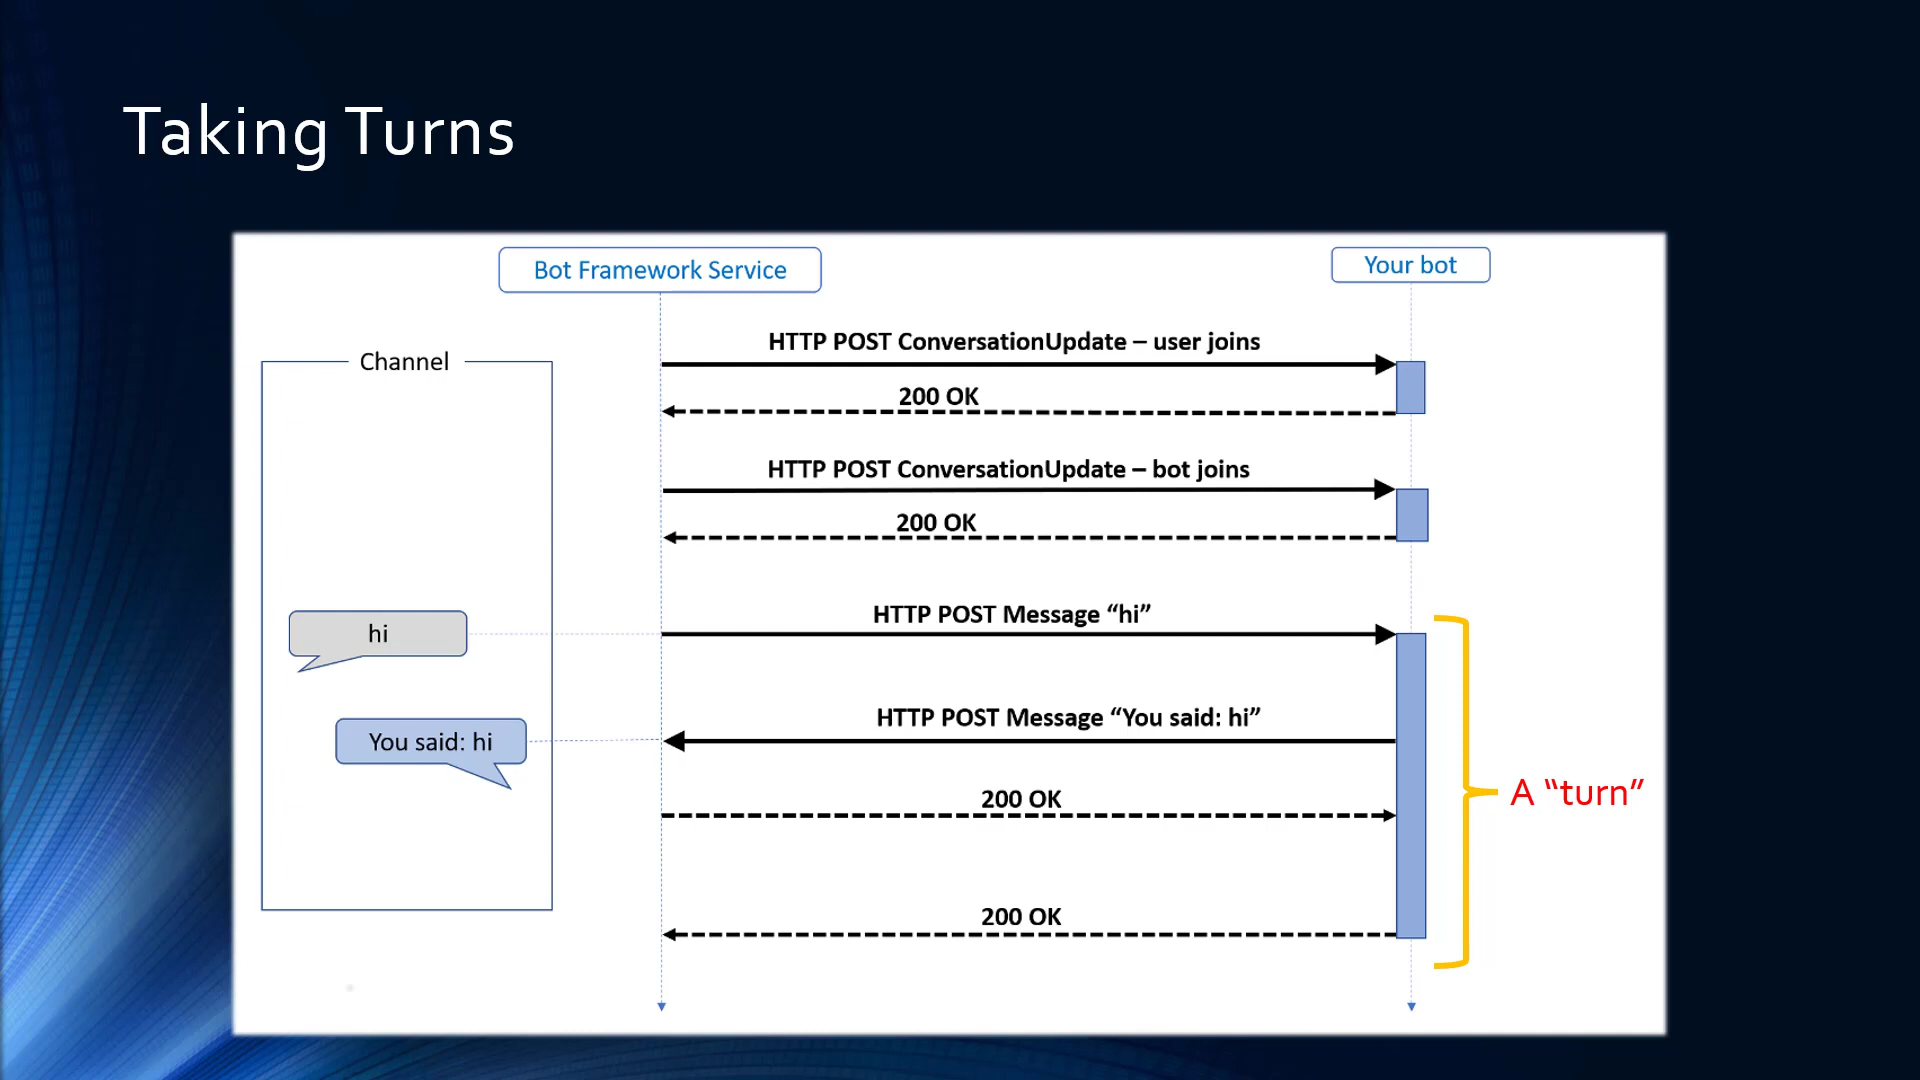 Taking Turns
Bot Framework Service
Your bot
HTTP POST ConversationUpdate – user joins
Channel
200 OK
HTTP POST ConversationUpdate – bot joins
200 OK
HTTP POST Message “hi”
hi
HTTP POST Message “You said: hi”
You said: hi
A “turn”
200 OK
200 OK